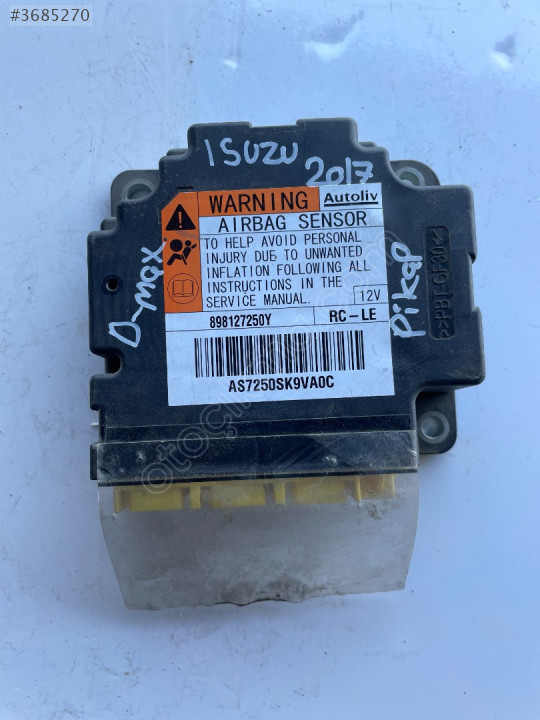 #3685270
ISUZU
2017
D-max
Pikap
WARNING
Autoliv
AIRBAG SENSOR
TO HELP AVOID PERSONAL
INJURY DUE TO UNWANTED
INFLATION FOLLOWING ALL
INSTRUCTIONS IN THE
SERVICE MANUAL.
12V
898127250Y
RC-LE
AS7250SK9VA0C
>>PBT-GF30<<